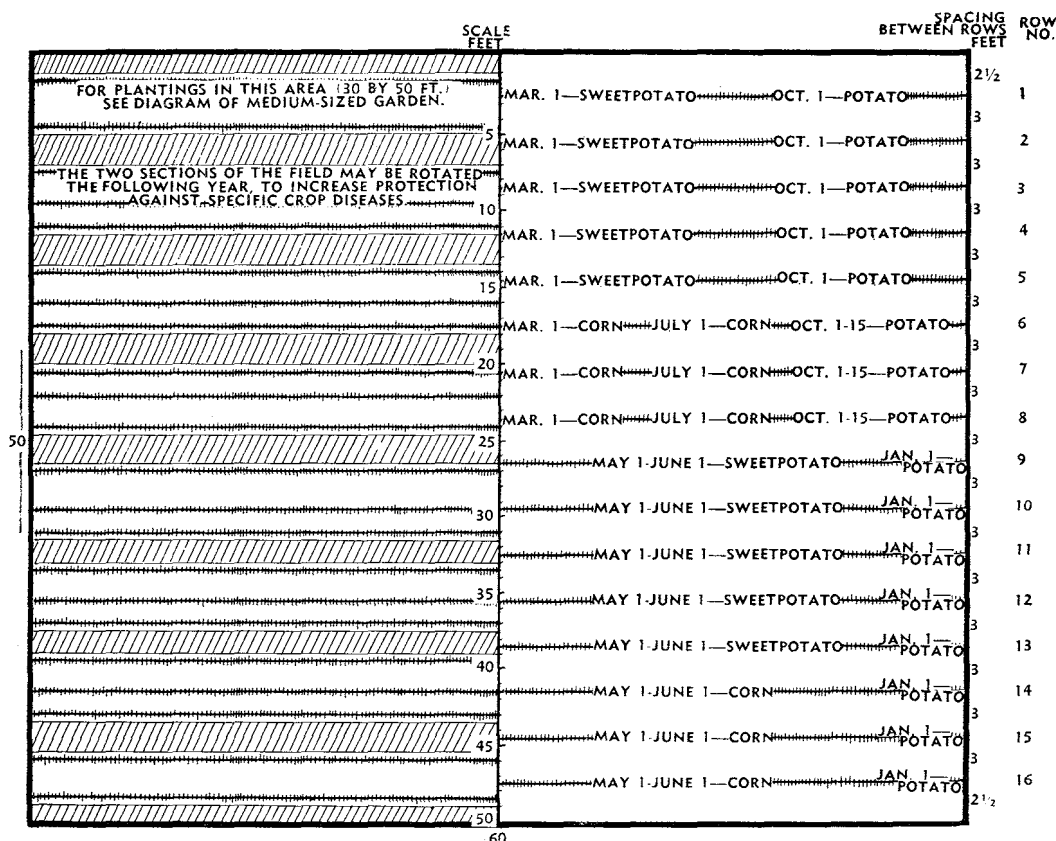 SCALE FEET
SPACING BETWEEN ROWS FEET
ROW NO.
FOR PLANTINGS IN THIS AREA (30 BY 50 FT.)
SEE DIAGRAM OF MEDIUM-SIZED GARDEN.
THE TWO SECTIONS OF THE FIELD MAY BE ROTATED
THE FOLLOWING YEAR, TO INCREASE PROTECTION
AGAINST SPECIFIC CROP DISEASES
2 1/2
MAR. 1—SWEETPOTATO OCT. 1—POTATO 1
3
5 MAR. 1—SWEETPOTATO OCT. 1—POTATO 2
3
MAR. 1—SWEETPOTATO OCT. 1—POTATO 3
10 3
MAR. 1—SWEETPOTATO OCT. 1—POTATO 4
3
15 MAR. 1—SWEETPOTATO OCT. 1—POTATO 5
3
MAR. 1—CORN JULY 1—CORN OCT. 1-15—POTATO 6
3
20 MAR. 1—CORN JULY 1—CORN OCT. 1-15—POTATO 7
3
MAR. 1—CORN JULY 1—CORN OCT. 1-15—POTATO 8
50 25 3
MAY 1-JUNE 1—SWEETPOTATO JAN. 1—POTATO 9
3
30 MAY 1-JUNE 1—SWEETPOTATO JAN. 1—POTATO 10
3
MAY 1-JUNE 1—SWEETPOTATO JAN. 1—POTATO 11
3
35 MAY 1-JUNE 1—SWEETPOTATO JAN. 1—POTATO 12
3
MAY 1-JUNE 1—SWEETPOTATO JAN. 1—POTATO 13
40 3
MAY 1-JUNE 1—CORN JAN. 1—POTATO 14
3
45 MAY 1-JUNE 1—CORN JAN. 1—POTATO 15
3
MAY 1-JUNE 1—CORN JAN. 1—POTATO 16
2 1/2
50
60